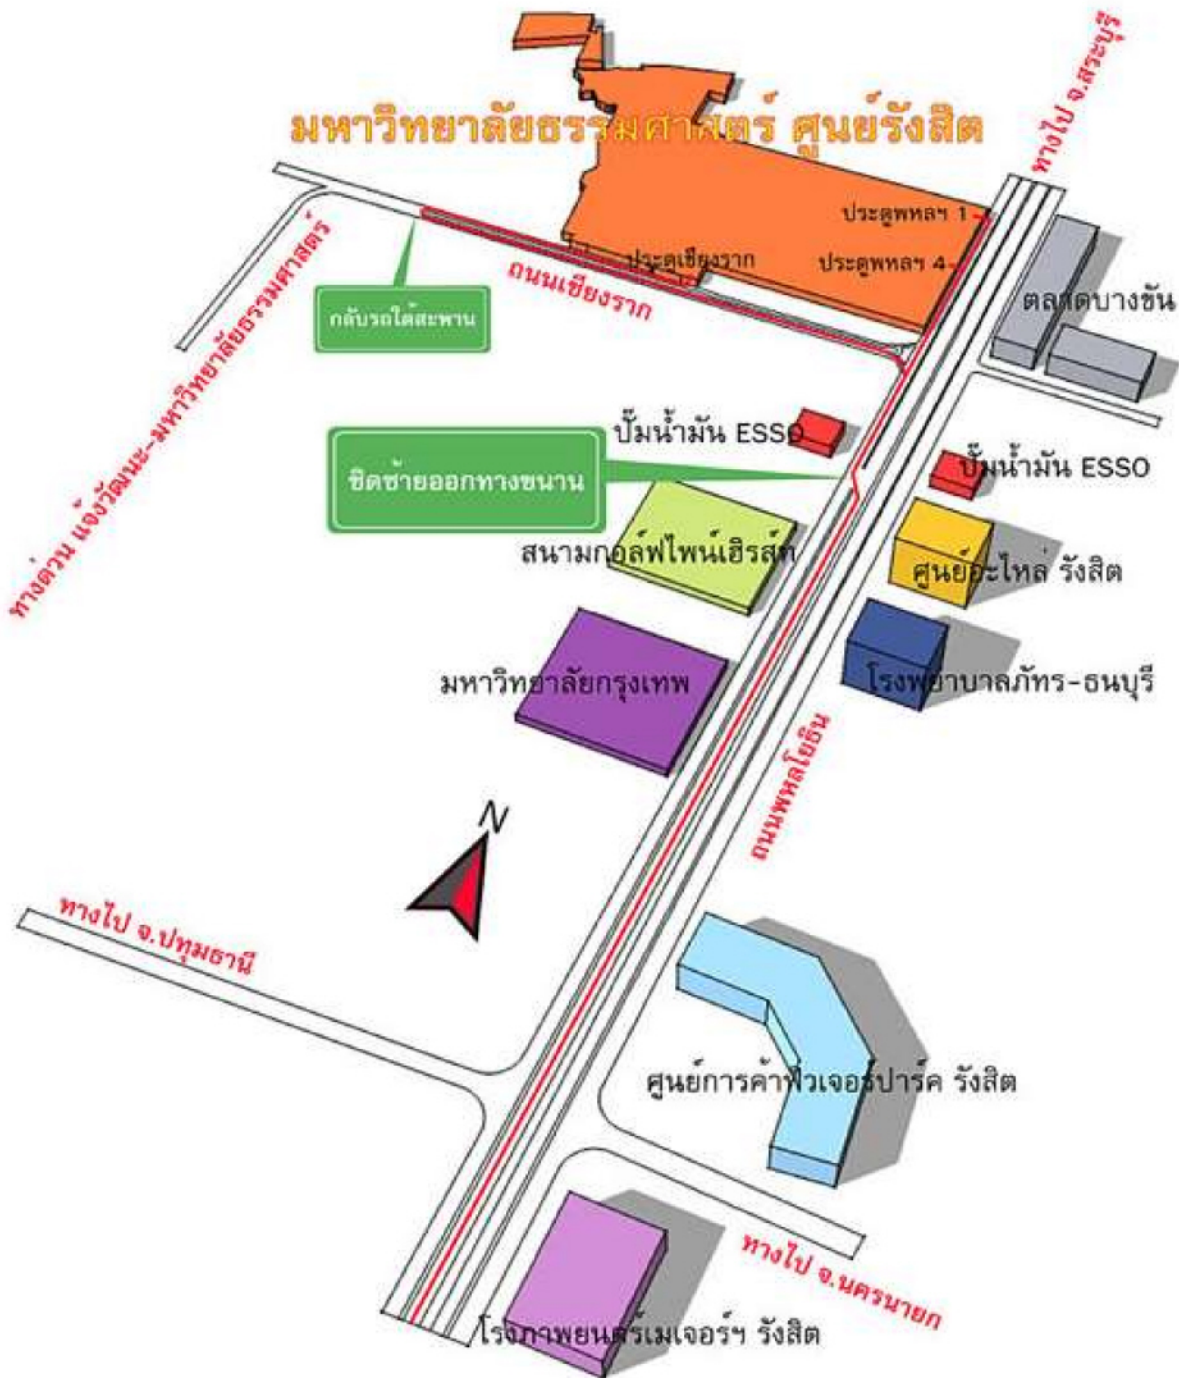 ทางไป จ.สระบุรี
มหาวิทยาลัยธรรมศาสตร์ ศูนย์รังสิต
ประตูพหลฯ 1
ประตูเชียงราก
ประตูพหลฯ 4
ถนนเชียงราก
ตลาดบางขัน
กลับรถใต้สะพาน
ทางด่วน แจ้งวัฒนะ-มหาวิทยาลัยธรรมศาสตร์
ปั๊มน้ำมัน ESSO
ปั๊มน้ำมัน ESSO
ชิดซ้ายออกทางขนาน
สนามกอล์ฟไพน์เฮิร์สท
ศูนย์อะไหล่ รังสิต
มหาวิทยาลัยกรุงเทพ
โรงพยาบาลภัทร-ธนบุรี
ถนนพหลโยธิน
N
ทางไป จ.ปทุมธานี
ศูนย์การค้าฟิวเจอร์ปาร์ค รังสิต
ทางไป จ.นครนายก
โรงภาพยนตร์เมเจอร์ฯ รังสิต